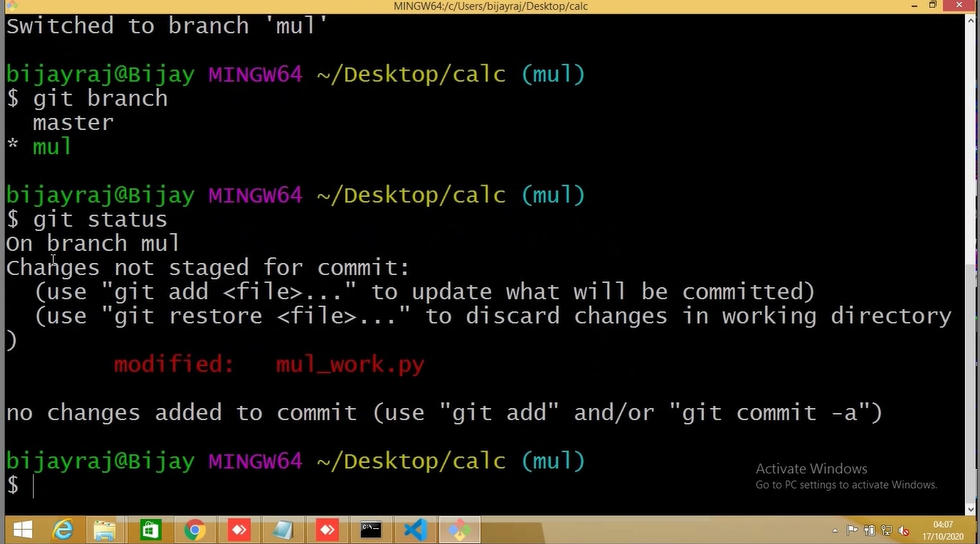 MINGW64:/c/Users/bijayraj/Desktop/calc
Switched to branch 'mul'
bijayraj@Bijay MINGW64 ~/Desktop/calc (mul)
$ git branch
master
* mul
bijayraj@Bijay MINGW64 ~/Desktop/calc (mul)
$ git status
On branch mul
Changes not staged for commit:
(use "git add <file>..." to update what will be committed)
(use "git restore <file>..." to discard changes in working directory
)
modified: mul_work.py
no changes added to commit (use "git add" and/or "git commit -a")
bijayraj@Bijay MINGW64 ~/Desktop/calc (mul)
$
Activate Windows
Go to PC settings to activate Windows.
04:07
17/10/2020